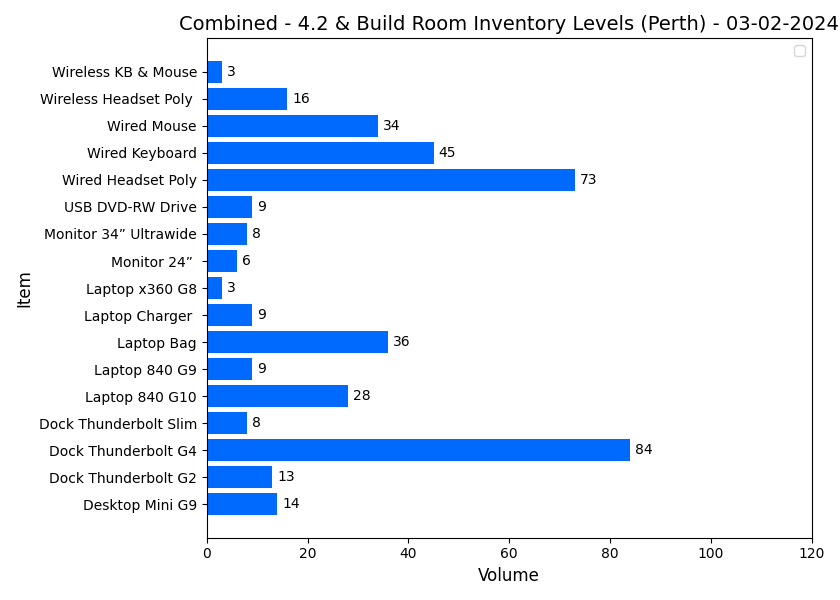 Combined - 4.2 & Build Room Inventory Levels (Perth) - 03-02-2024
Wireless KB & Mouse 3
Wireless Headset Poly 16
Wired Mouse 34
Wired Keyboard 45
Wired Headset Poly 73
USB DVD-RW Drive 9
Monitor 34” Ultrawide 8
Monitor 24” 6
Laptop x360 G8 3
Laptop Charger 9
Laptop Bag 36
Laptop 840 G9 9
Laptop 840 G10 28
Dock Thunderbolt Slim 8
Dock Thunderbolt G4 84
Dock Thunderbolt G2 13
Desktop Mini G9 14
Item
0 20 40 60 80 100 120
Volume